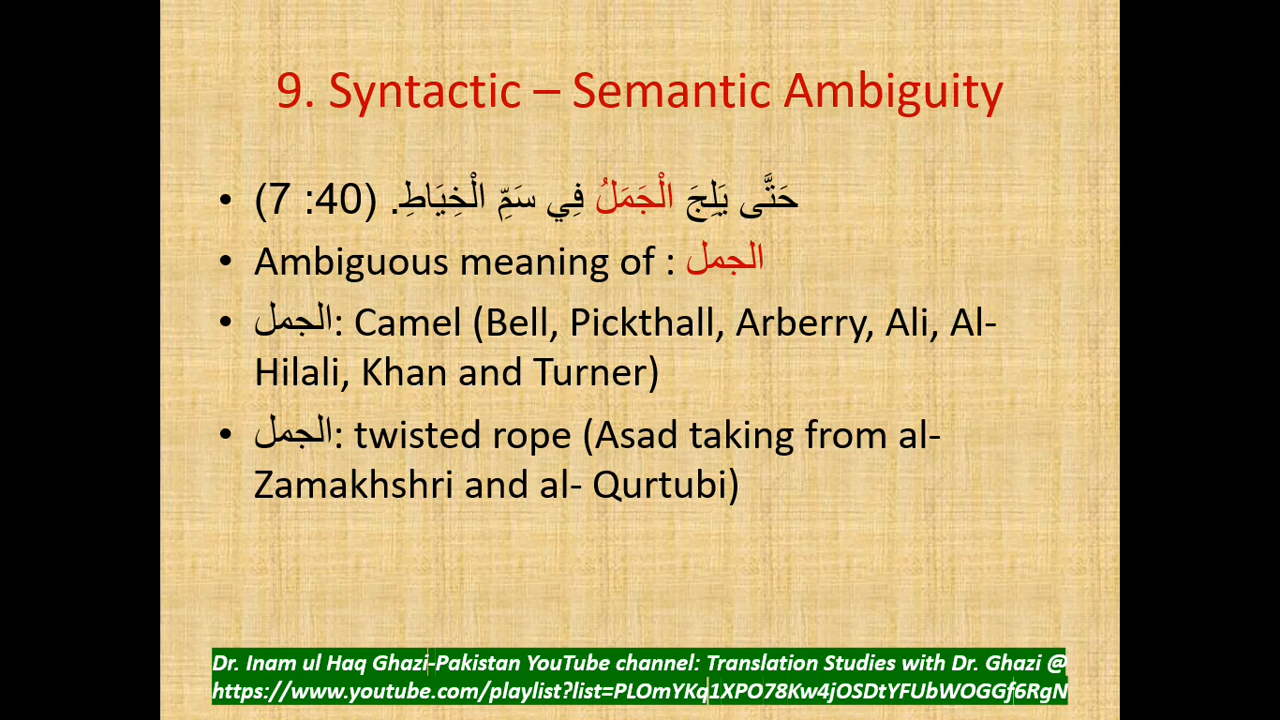 9. Syntactic – Semantic Ambiguity
• حَتَّى يَلِجَ الْجَمَلُ فِي سَمِّ الْخِيَاطِ. (7 :40)
• Ambiguous meaning of : الجمل
• الجمل: Camel (Bell, Pickthall, Arberry, Ali, Al-
Hilali, Khan and Turner)
• الجمل: twisted rope (Asad taking from al-
Zamakhshri and al- Qurtubi)
Dr. Inam ul Haq Ghazi-Pakistan YouTube channel: Translation Studies with Dr. Ghazi @
https://www.youtube.com/playlist?list=PLOmYKq1XPO78Kw4jOSDtYFUbWOGGf6RgN